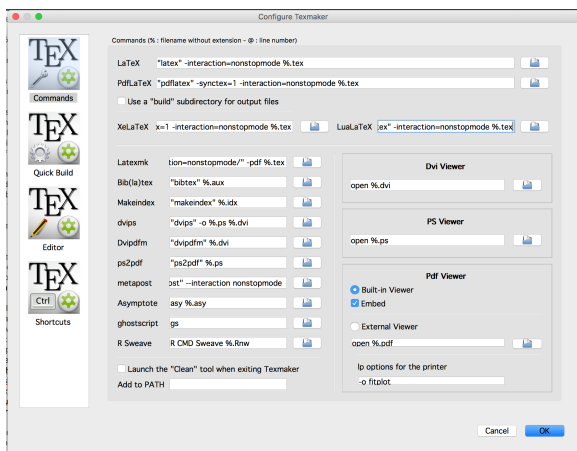 Configure Texmaker
TEX
Commands
TEX
Quick Build
TEX
Editor
TEX
Ctrl
Shortcuts
Commands (% : filename without extension - @ : line number)
LaTeX "latex" -interaction=nonstopmode %.tex
PdfLaTeX "pdflatex" -synctex=1 -interaction=nonstopmode %.tex
Use a "build" subdirectory for output files
XeLaTeX x=1 -interaction=nonstopmode %.tex LuaLaTeX ex" -interaction=nonstopmode %.tex
Latexmk tion=nonstopmode/" -pdf %.tex
Bib(la)tex "bibtex" %.aux
Makeindex "makeindex" %.idx
dvips "dvips" -o %.ps %.dvi
Dvipdfm "dvipdfm" %.dvi
ps2pdf "ps2pdf" %.ps
metapost ost" --interaction nonstopmode
Asymptote asy %.asy
ghostscript gs
R Sweave R CMD Sweave %.Rnw
Launch the "Clean" tool when exiting Texmaker
Add to PATH
Dvi Viewer
open %.dvi
PS Viewer
open %.ps
Pdf Viewer
Built-in Viewer
Embed
External Viewer
open %.pdf
lp options for the printer
-o fitplot
Cancel OK